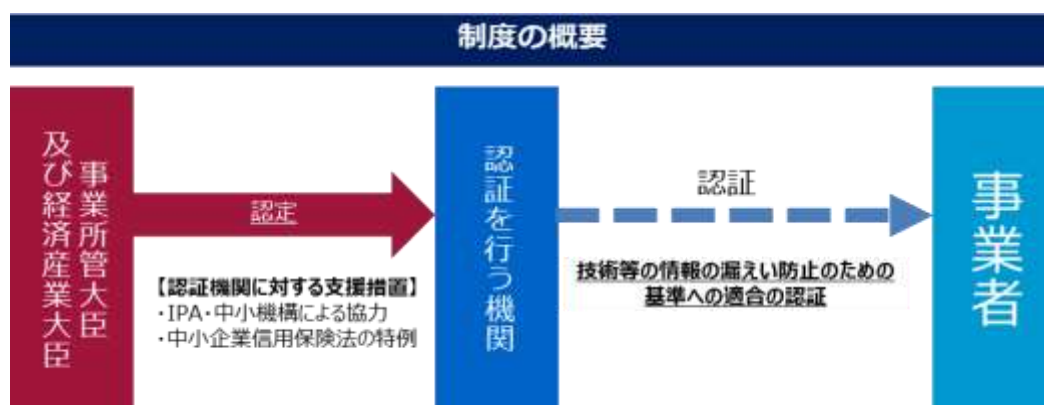 制度の概要
事業所管大臣
及び経済産業大臣
認定
【認証機関に対する支援措置】
・IPA・中小機構による協力
・中小企業信用保険法の特例
認証を行う機関
認証
技術等の情報の漏えい防止のための
基準への適合の認証
事業者